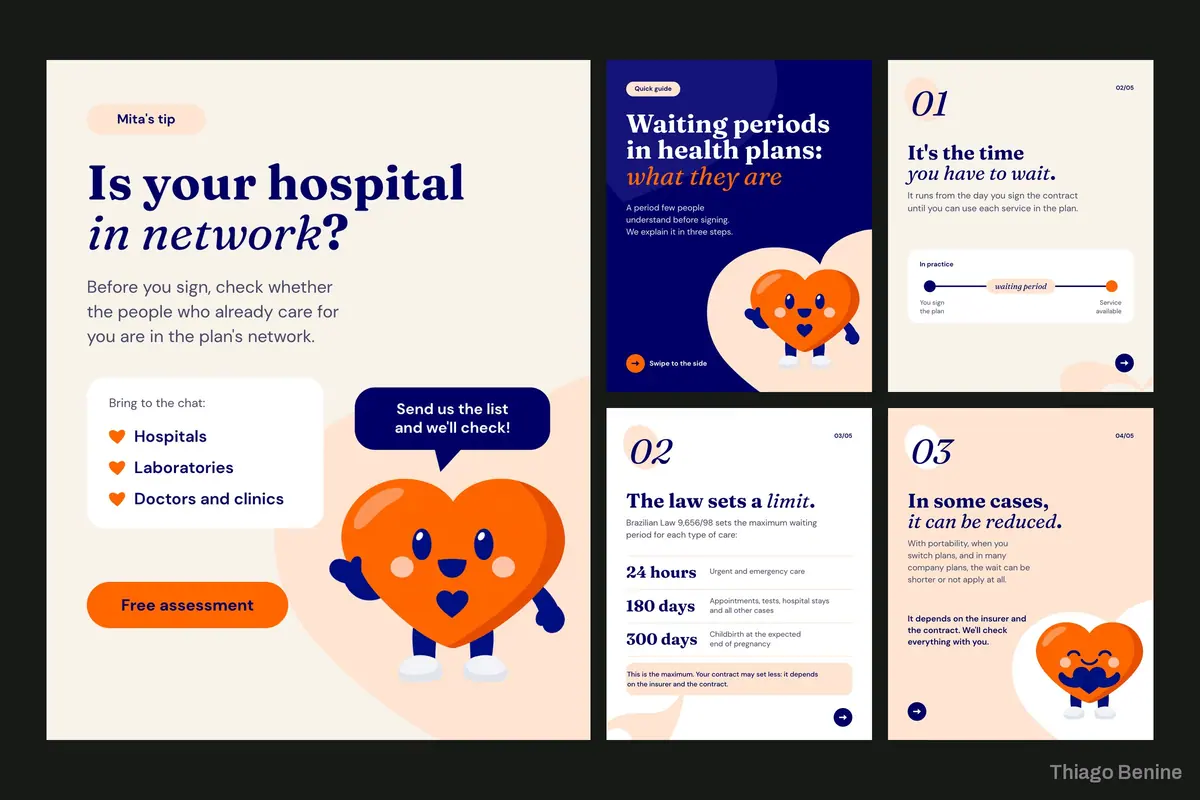 Mita's tip
Is your hospital
in network?
Before you sign, check whether
the people who already care for
you are in the plan's network.
Bring to the chat:
Hospitals
Laboratories
Doctors and clinics
Send us the list
and we'll check!
Free assessment
Quick guide
Waiting periods
in health plans:
what they are
A period few people
understand before signing.
We explain it in three steps.
Swipe to the side
02/05
01
It's the time
you have to wait.
It runs from the day you sign the contract
until you can use each service in the plan.
In practice
waiting period
You sign
the plan
Service
available
03/05
02
The law sets a limit.
Brazilian Law 9,656/98 sets the maximum waiting
period for each type of care:
24 hours
Urgent and emergency care
180 days
Appointments, tests, hospital stays
and all other cases
300 days
Childbirth at the expected
end of pregnancy
This is the maximum. Your contract may set less: it depends
on the insurer and the contract.
04/05
03
In some cases,
it can be reduced.
With portability, when you
switch plans, and in many
company plans, the wait can be
shorter or not apply at all.
It depends on the insurer and
the contract. We'll check
everything with you.
Thiago Benine